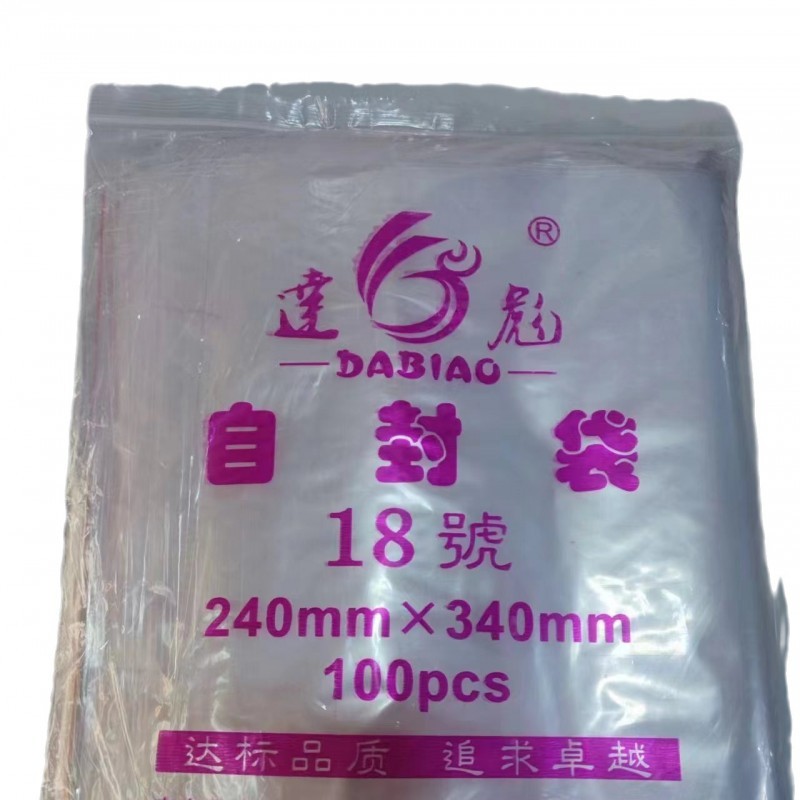 ®
達彪
DABIAO
自封袋
18號
240mm×340mm
100pcs
达标品质 追求卓越